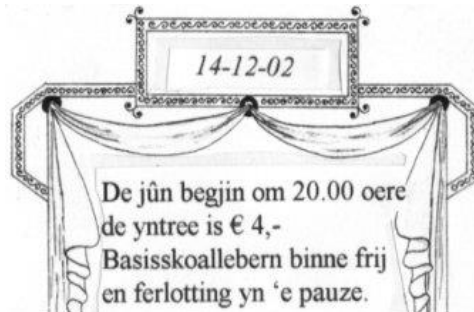 14-12-02
De jûn begjin om 20.00 oere
de yntree is € 4,-
Basisskoallebern binne frij
en ferlotting yn ‘e pauze.